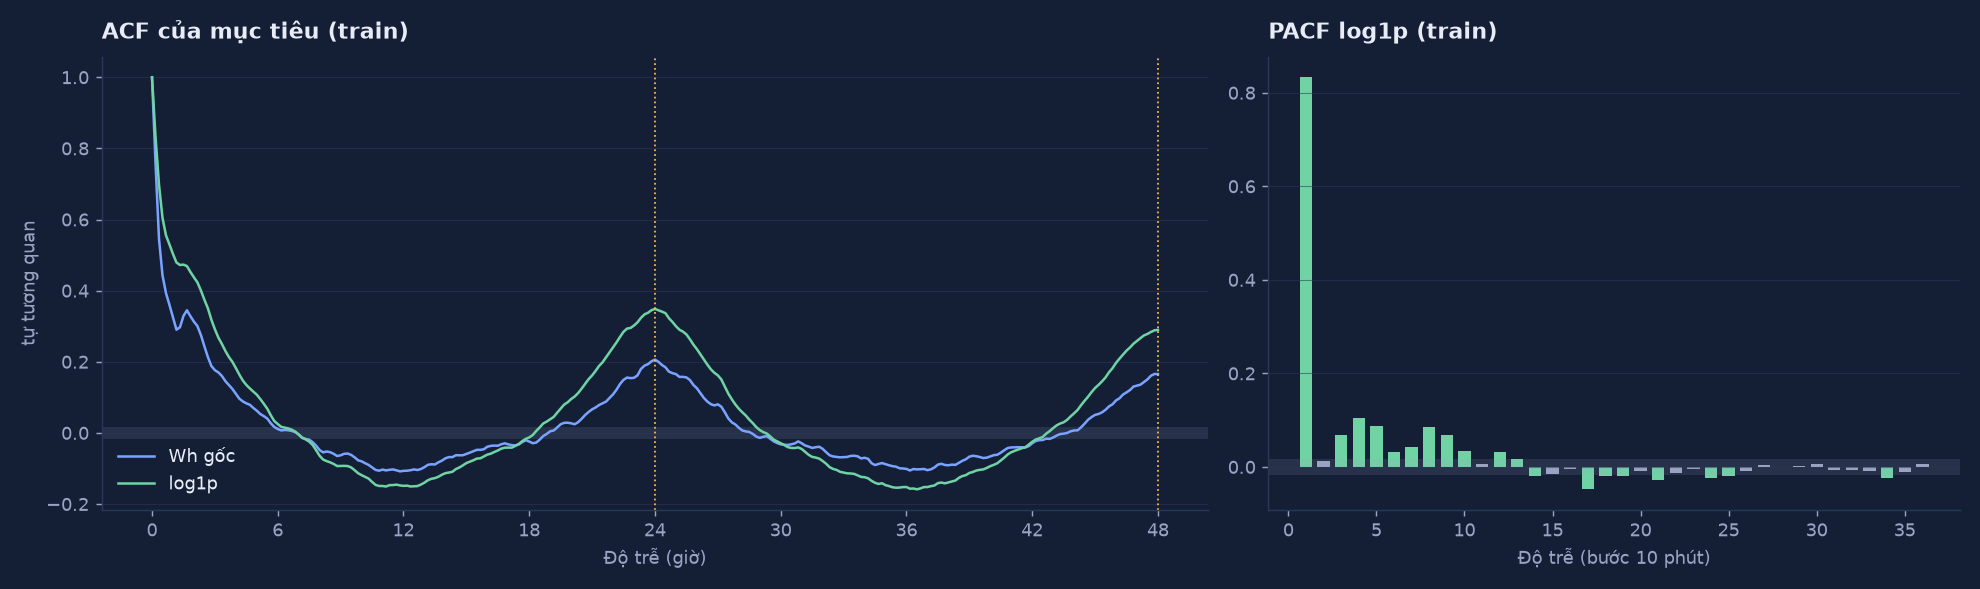 ACF của mục tiêu (train)
tự tương quan
1.0
0.8
0.6
0.4
0.2
0.0
−0.2
Wh gốc
log1p
0 6 12 18 24 30 36 42 48
Độ trễ (giờ)
PACF log1p (train)
0.8
0.6
0.4
0.2
0.0
0 5 10 15 20 25 30 35
Độ trễ (bước 10 phút)